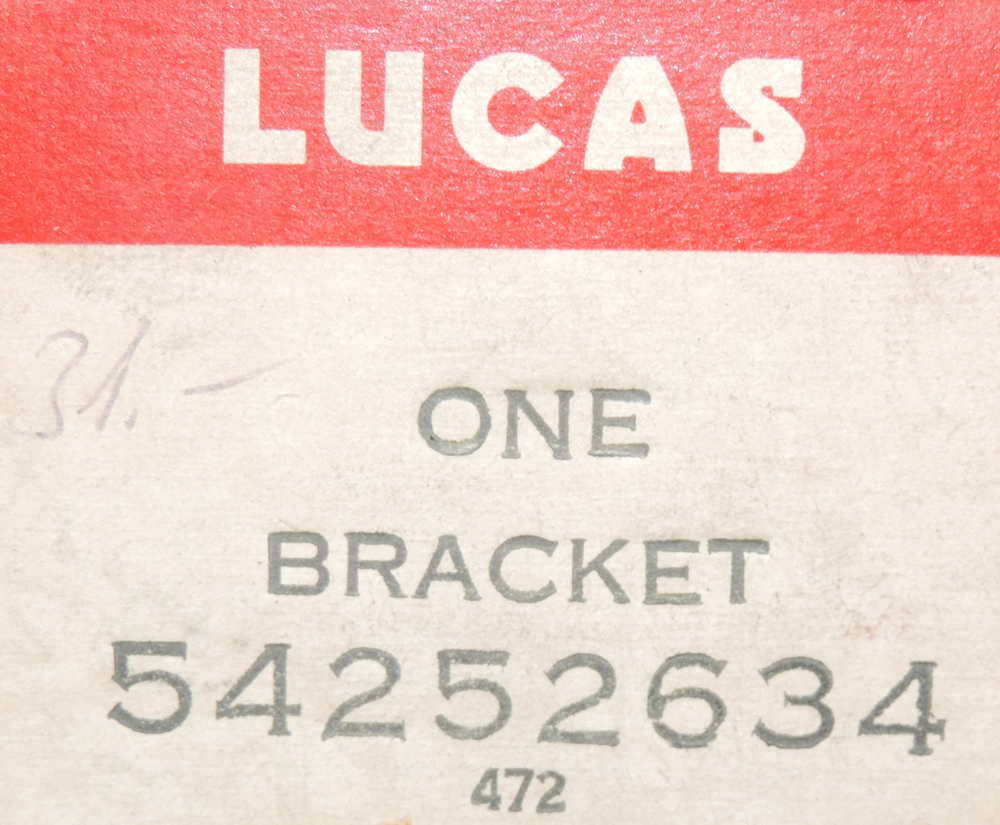 LUCAS
31.-
ONE
BRACKET
54252634
472